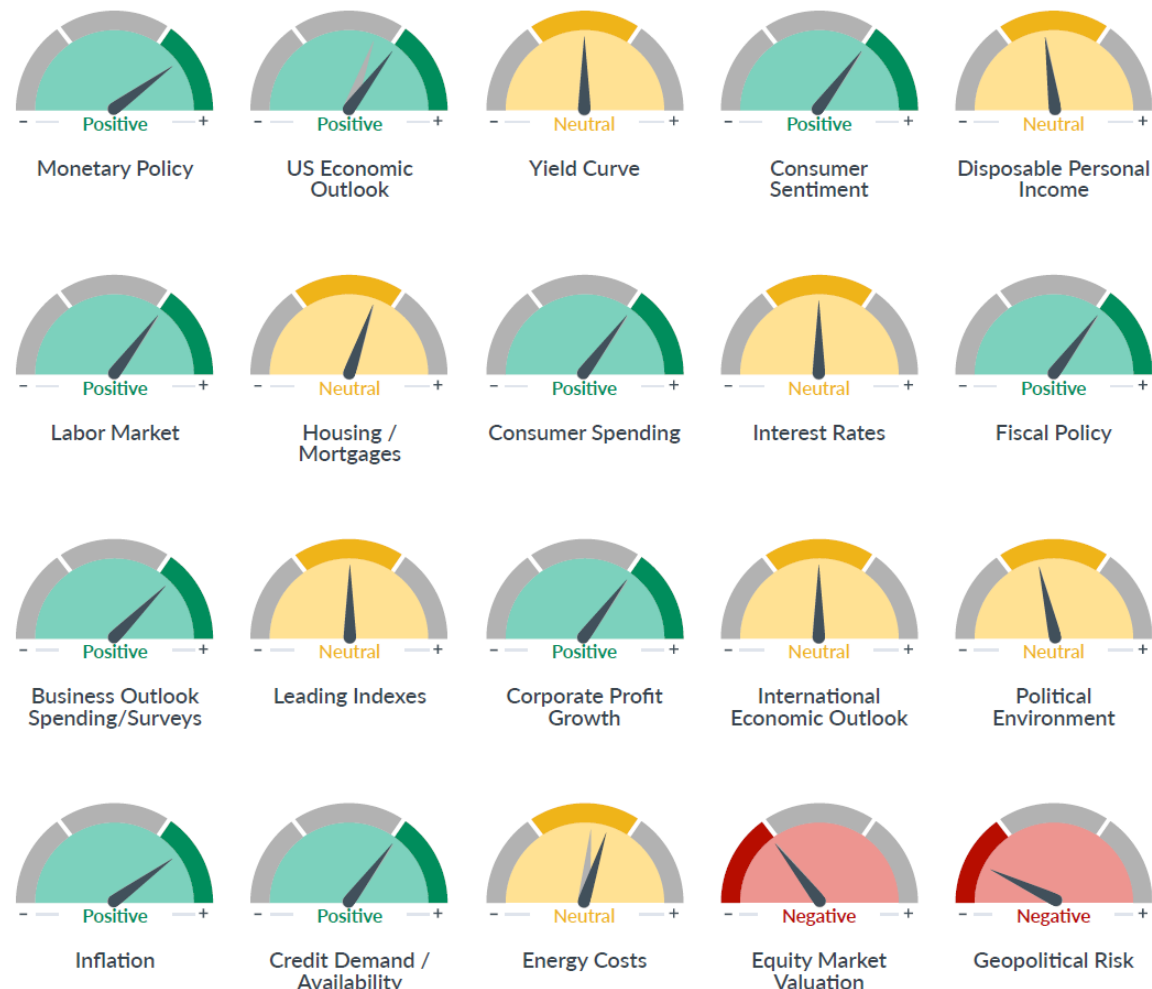 - Positive +
- Positive +
- Neutral +
- Positive +
- Neutral +
Monetary Policy
US Economic
Outlook
Yield Curve
Consumer
Sentiment
Disposable Personal
Income
- Positive +
- Neutral +
- Positive +
- Neutral +
- Positive +
Labor Market
Housing /
Mortgages
Consumer Spending
Interest Rates
Fiscal Policy
- Positive +
- Neutral +
- Positive +
- Neutral +
- Neutral +
Business Outlook
Spending/Surveys
Leading Indexes
Corporate Profit
Growth
International
Economic Outlook
Political
Environment
- Positive +
- Positive +
- Neutral +
- Negative +
- Negative +
Inflation
Credit Demand /
Availability
Energy Costs
Equity Market
Valuation
Geopolitical Risk